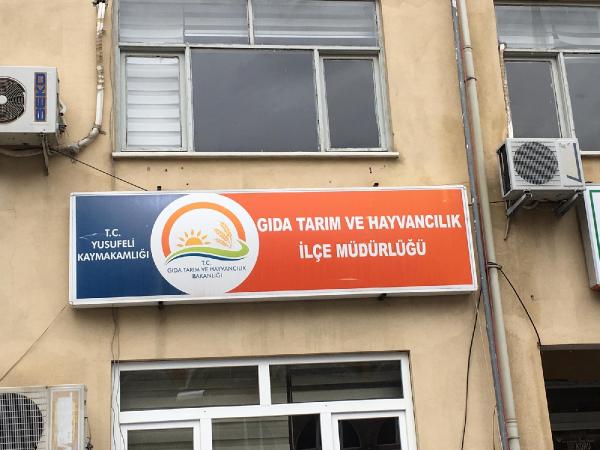 BEKO
T.C.
YUSUFELİ
KAYMAKAMLIĞI
T.C.
GIDA TARIM VE HAYVANCILIK
BAKANLIĞI
GIDA TARIM VE HAYVANCILIK
İLÇE MÜDÜRLÜĞÜ